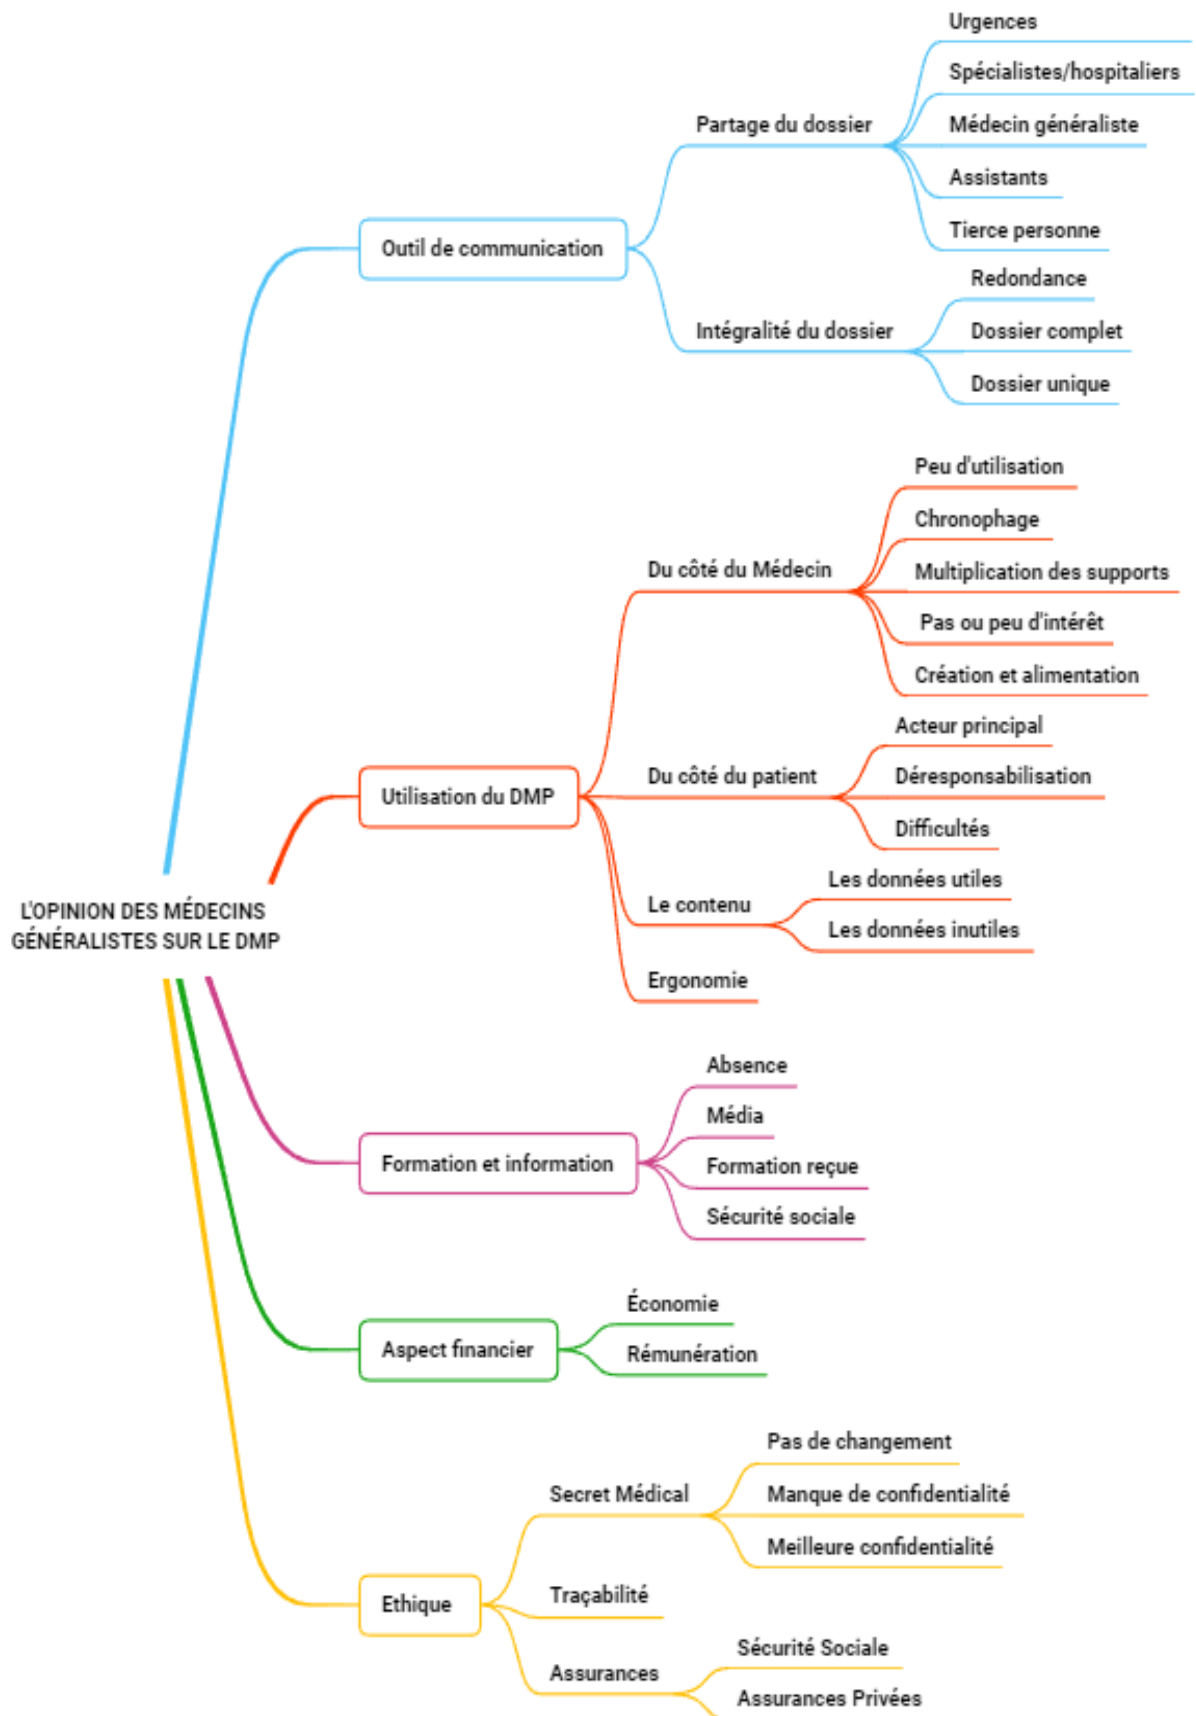 L'OPINION DES MÉDECINS
GÉNÉRALISTES SUR LE DMP
Outil de communication
Partage du dossier
Urgences
Spécialistes/hospitaliers
Médecin généraliste
Assistants
Tierce personne
Intégralité du dossier
Redondance
Dossier complet
Dossier unique
Utilisation du DMP
Du côté du Médecin
Peu d'utilisation
Chronophage
Multiplication des supports
Pas ou peu d'intérêt
Création et alimentation
Du côté du patient
Acteur principal
Déresponsabilisation
Difficultés
Le contenu
Les données utiles
Les données inutiles
Ergonomie
Formation et information
Absence
Média
Formation reçue
Sécurité sociale
Aspect financier
Économie
Rémunération
Ethique
Secret Médical
Pas de changement
Manque de confidentialité
Meilleure confidentialité
Traçabilité
Assurances
Sécurité Sociale
Assurances Privées